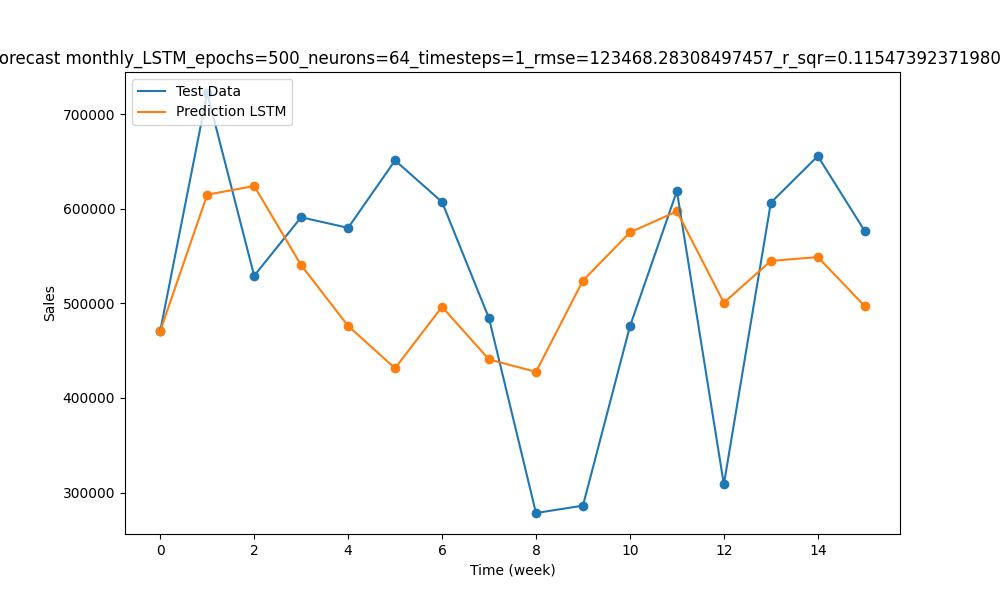 orecast monthly_LSTM_epochs=500_neurons=64_timesteps=1_rmse=123468.28308497457_r_sqr=0.11547392371980
Test Data
Prediction LSTM
700000
600000
500000
400000
300000
Sales
0 2 4 6 8 10 12 14
Time (week)